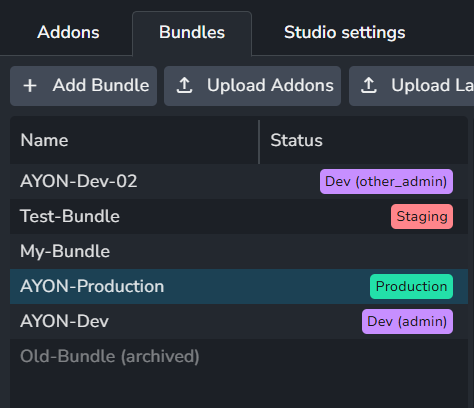 Addons Bundles Studio settings
Add Bundle Upload Addons Upload La
Name Status
AYON-Dev-02 Dev (other_admin)
Test-Bundle Staging
My-Bundle
AYON-Production Production
AYON-Dev Dev (admin)
Old-Bundle (archived)